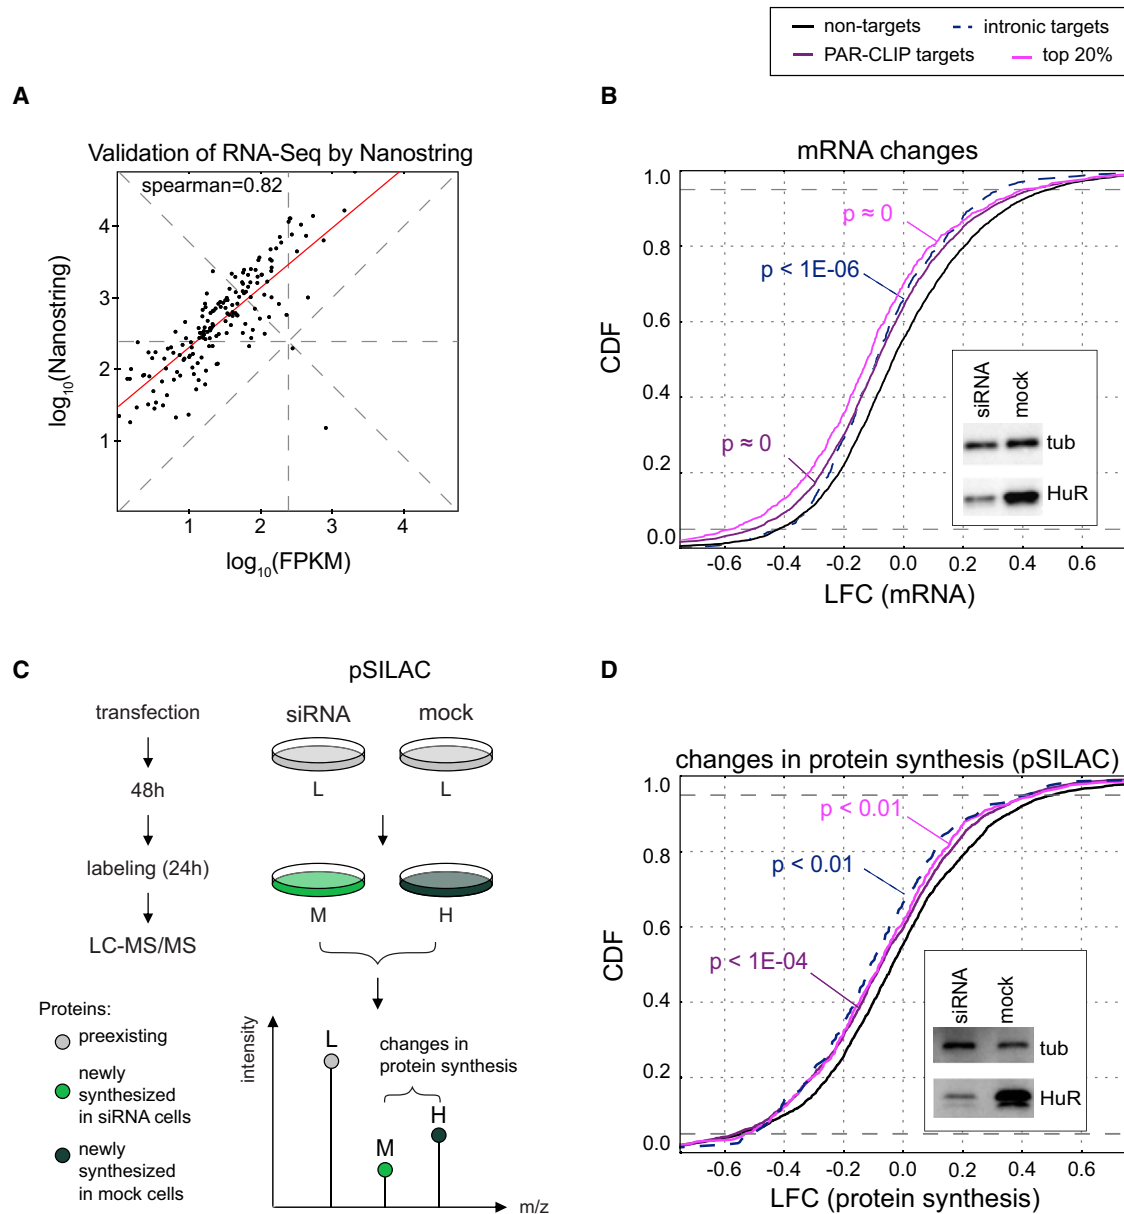 non-targets
intronic targets
PAR-CLIP targets
top 20%
A
Validation of RNA-Seq by Nanostring
spearman=0.82
4
3
2
1
log10(Nanostring)
1
2
3
4
log10(FPKM)
B
mRNA changes
1.0
0.8
0.6
0.4
0.2
0.0
CDF
p ≈ 0
p < 1E-06
p ≈ 0
siRNA
mock
tub
HuR
-0.6
-0.4
-0.2
0.0
0.2
0.4
0.6
LFC (mRNA)
C
pSILAC
transfection
48h
labeling (24h)
LC-MS/MS
siRNA
mock
L
L
M
H
Proteins:
preexisting
newly
synthesized
in siRNA cells
newly
synthesized
in mock cells
intensity
L
M
H
changes in
protein synthesis
m/z
D
changes in protein synthesis (pSILAC)
1.0
0.8
0.6
0.4
0.2
0.0
CDF
p < 0.01
p < 0.01
p < 1E-04
siRNA
mock
tub
HuR
-0.6
-0.4
-0.2
0.0
0.2
0.4
0.6
LFC (protein synthesis)